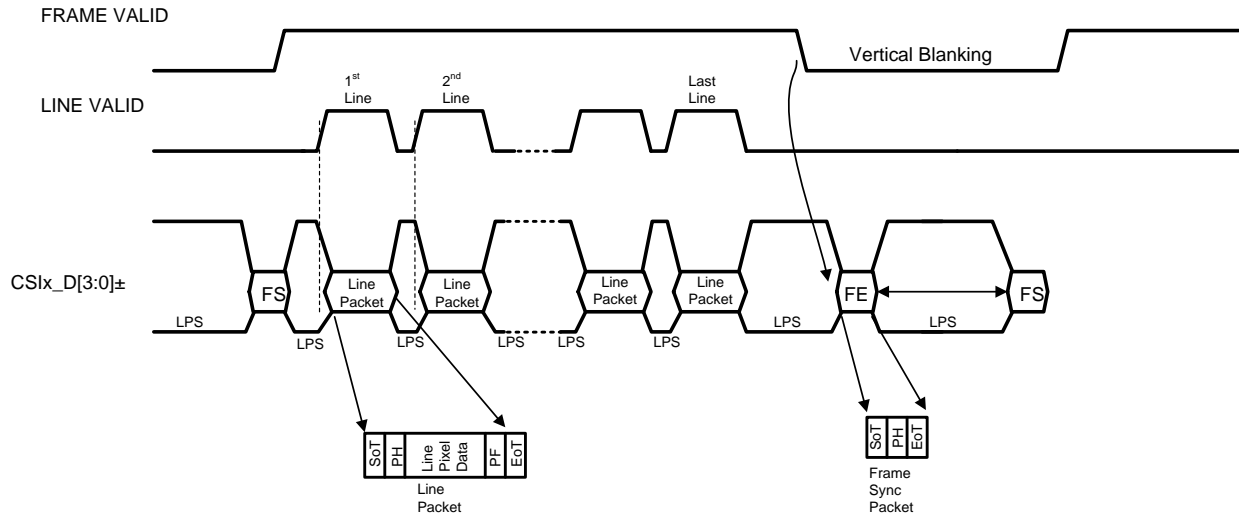 FRAME VALID
Vertical Blanking
1st
Line
2nd
Line
Last
Line
LINE VALID
CSIx_D[3:0]±
FS
Line
Packet
Line
Packet
Line
Packet
Line
Packet
FE
FS
LPS
LPS
LPS
LPS
LPS
LPS
LPS
LPS
SoT
PH
Line
Pixel
Data
PF
EoT
Line
Packet
SoT
PH
EoT
Frame
Sync
Packet